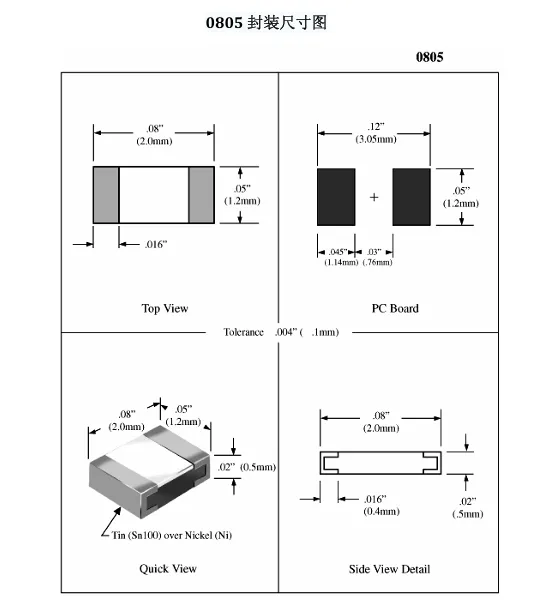 0805 封装尺寸图
0805
.08”
(2.0mm)
.05”
(1.2mm)
.016”
Top View
.12”
(3.05mm)
.05”
(1.2mm)
+
.045” .03”
(1.14mm) (.76mm)
PC Board
Tolerance .004” ( .1mm)
.08”
(2.0mm)
.05”
(1.2mm)
.02” (0.5mm)
Tin (Sn100) over Nickel (Ni)
Quick View
.08”
(2.0mm)
.016”
(0.4mm)
.02”
(.5mm)
Side View Detail